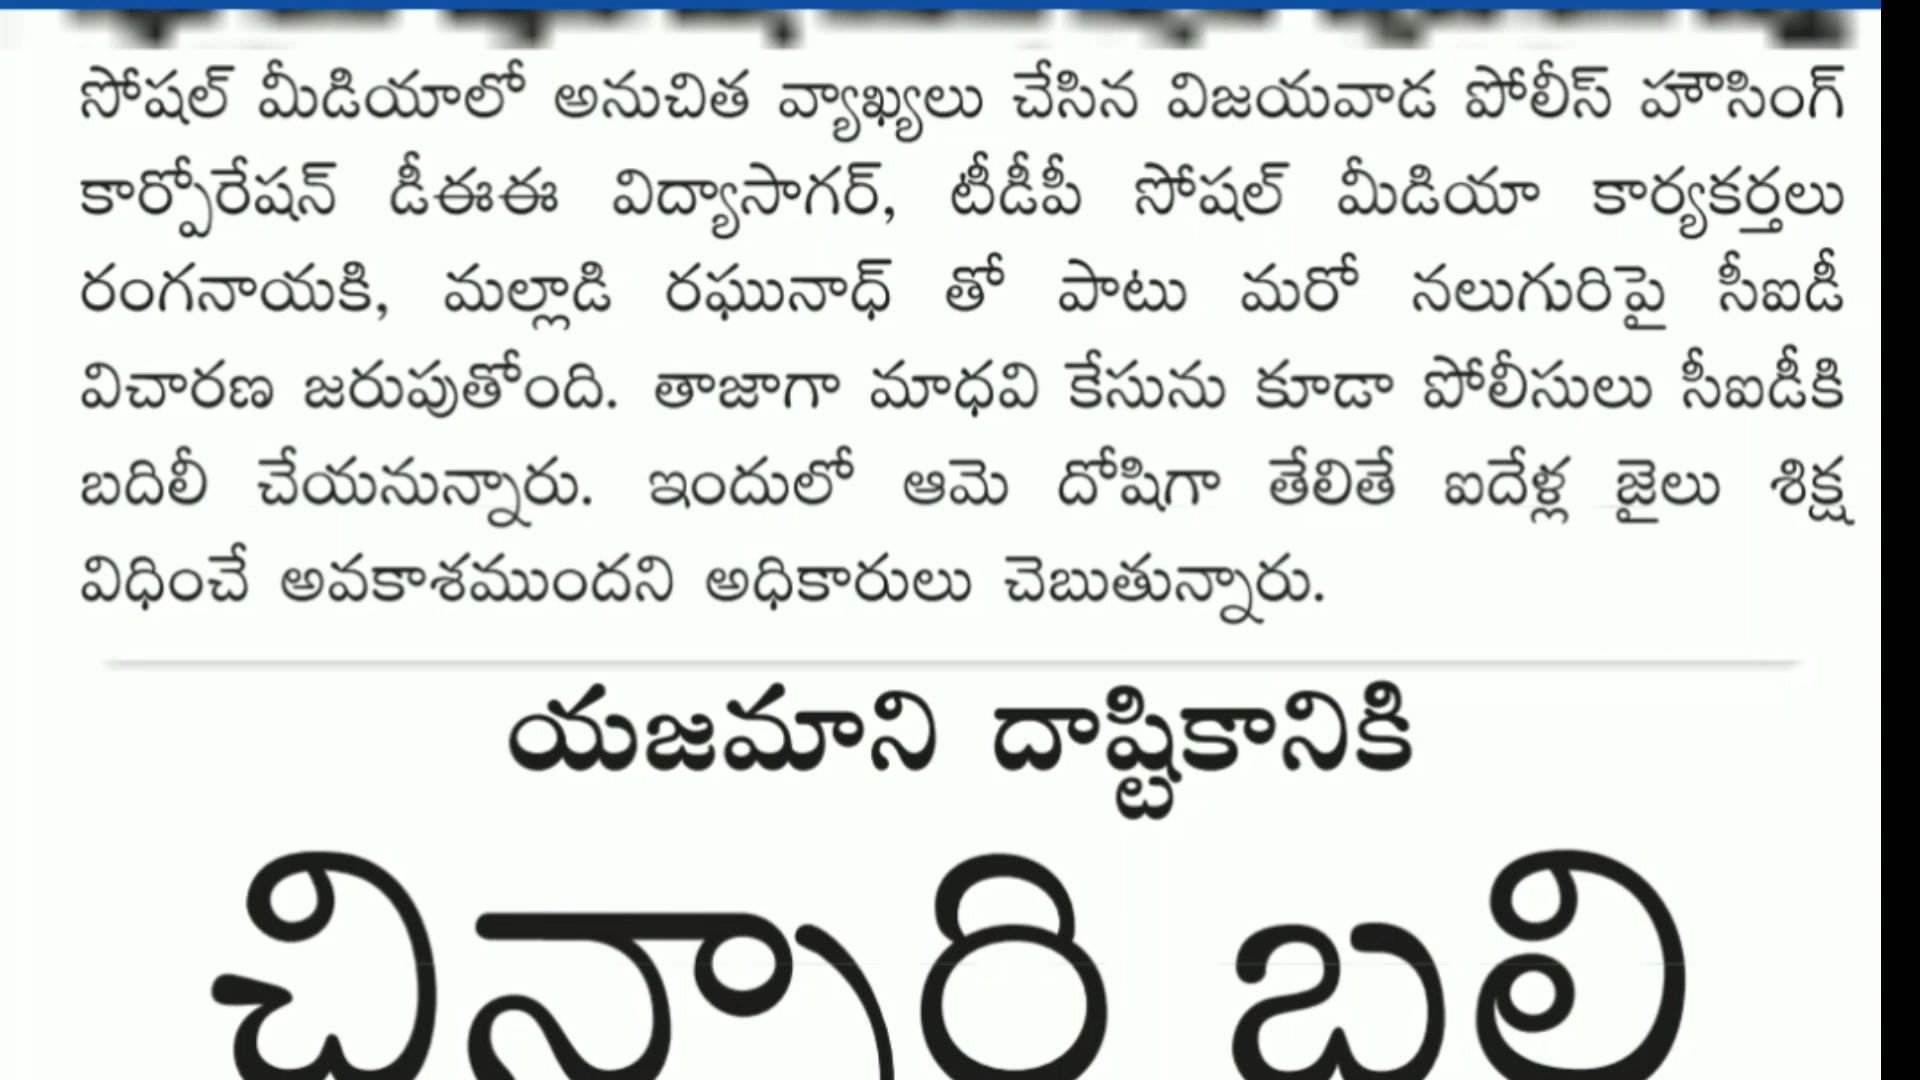 సోషల్ మీడియాలో అనుచిత వ్యాఖ్యలు చేసిన విజయవాడ పోలీస్ హౌసింగ్
కార్పోరేషన్ డీఈఈ విద్యాసాగర్, టీడీపీ సోషల్ మీడియా కార్యకర్తలు
రంగనాయకి, మల్లాడి రఘునాధ్ తో పాటు మరో నలుగురిపై సీఐడీ
విచారణ జరుపుతోంది. తాజాగా మాధవి కేసును కూడా పోలీసులు సీఐడీకి
బదిలీ చేయనున్నారు. ఇందులో ఆమె దోషిగా తేలితే ఐదేళ్ల జైలు శిక్ష
విధించే అవకాశముందని అధికారులు చెబుతున్నారు.
యజమాని దాష్టికానికి
చిన్నారి బలి